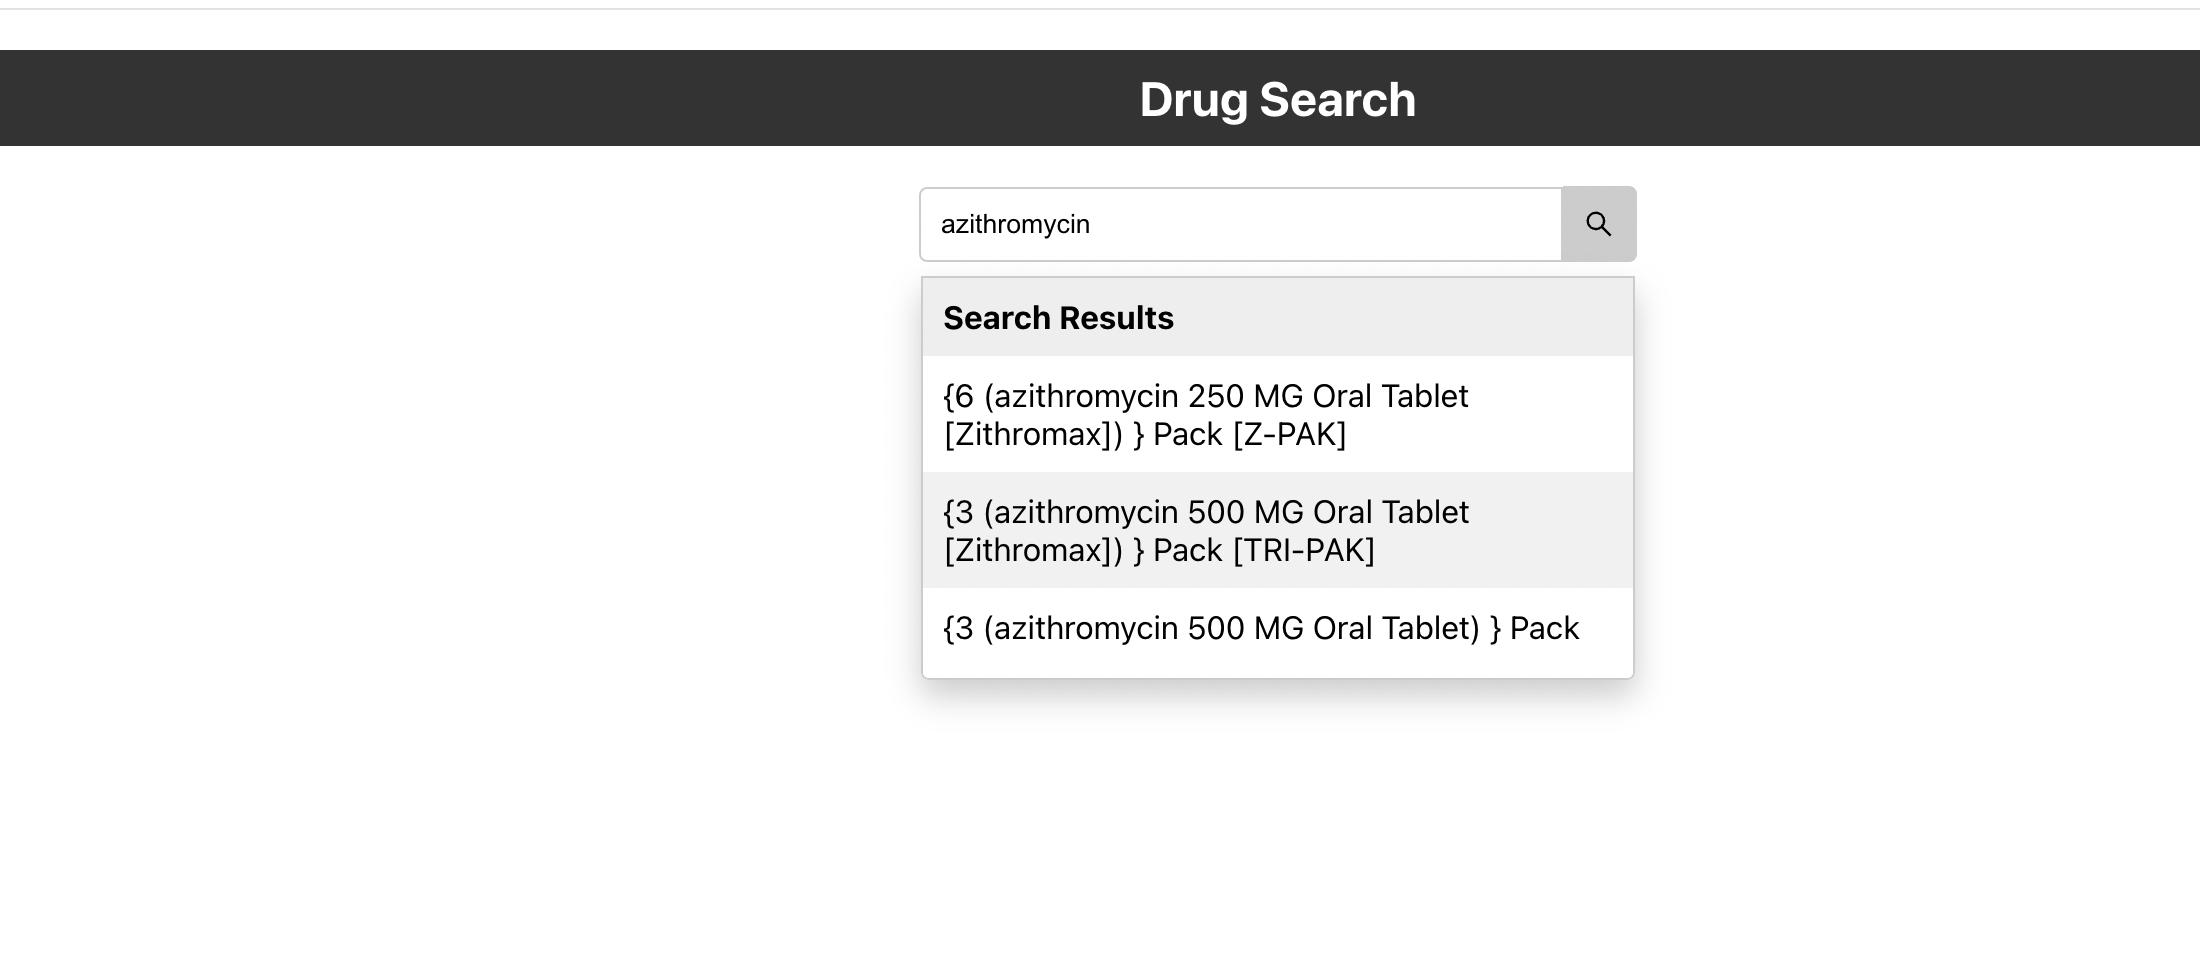 Drug Search
azithromycin
Search Results
{6 (azithromycin 250 MG Oral Tablet
[Zithromax]) } Pack [Z-PAK]
{3 (azithromycin 500 MG Oral Tablet
[Zithromax]) } Pack [TRI-PAK]
{3 (azithromycin 500 MG Oral Tablet) } Pack